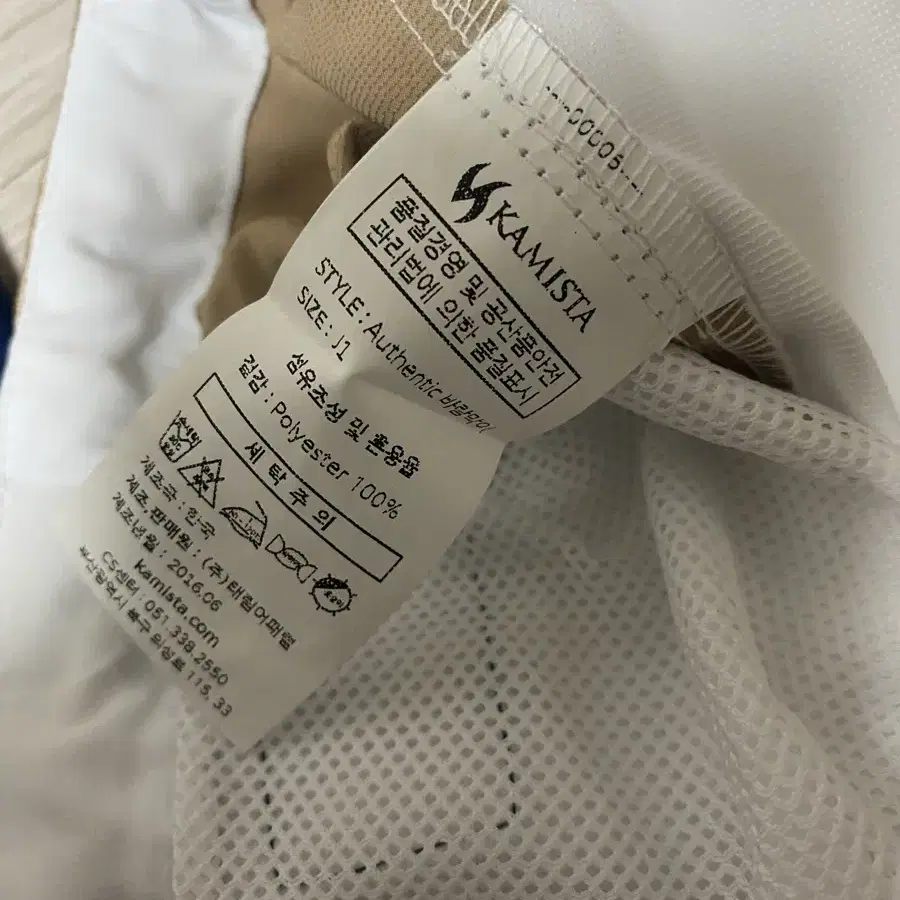 00005
KAMISTA
품질경영 및 공산품안전
관리법에 의한 품질표시
STYLE : Authentic 바람막이
SIZE : J1
섬유조성 및 혼용율
겉감 : Polyester 100%
세탁주의
제조국 : 한국
제조,판매원 : (주)태림어패럴
제조년월 : 2016.06
kamista.com
CS센터 : 051.338.2550
부산광역시 북구 의성로 115, 33